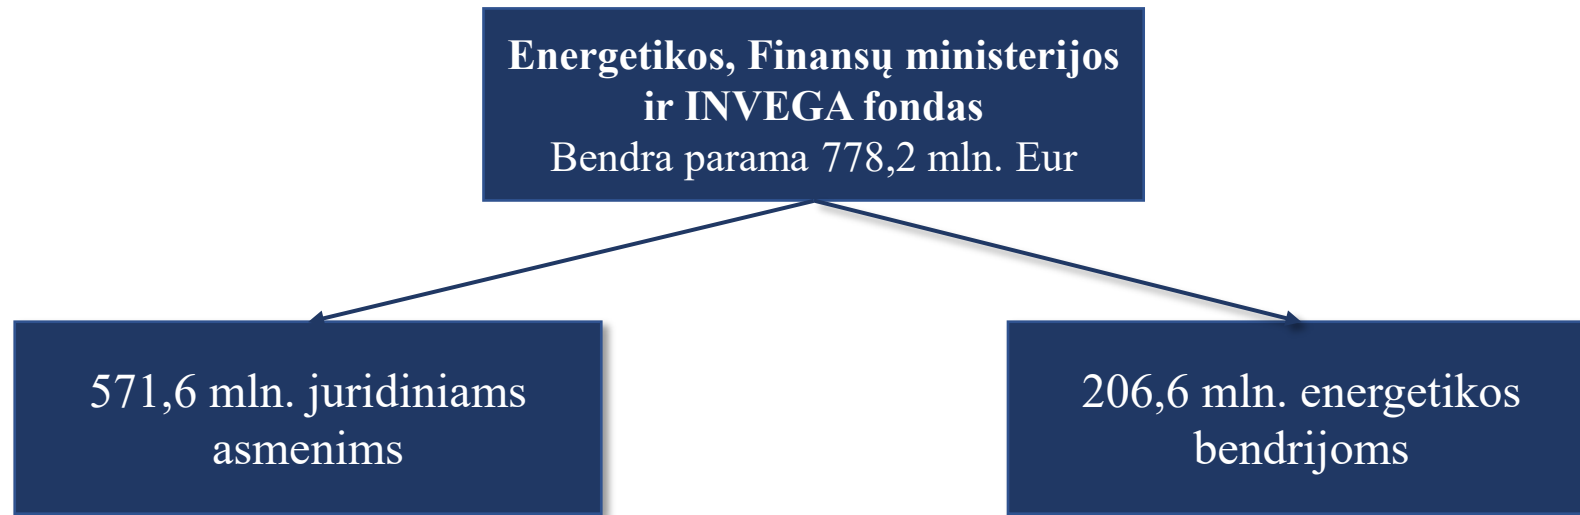 Energetikos, Finansų ministerijos
ir INVEGA fondas
Bendra parama 778,2 mln. Eur
571,6 mln. juridiniams
asmenims
206,6 mln. energetikos
bendrijoms